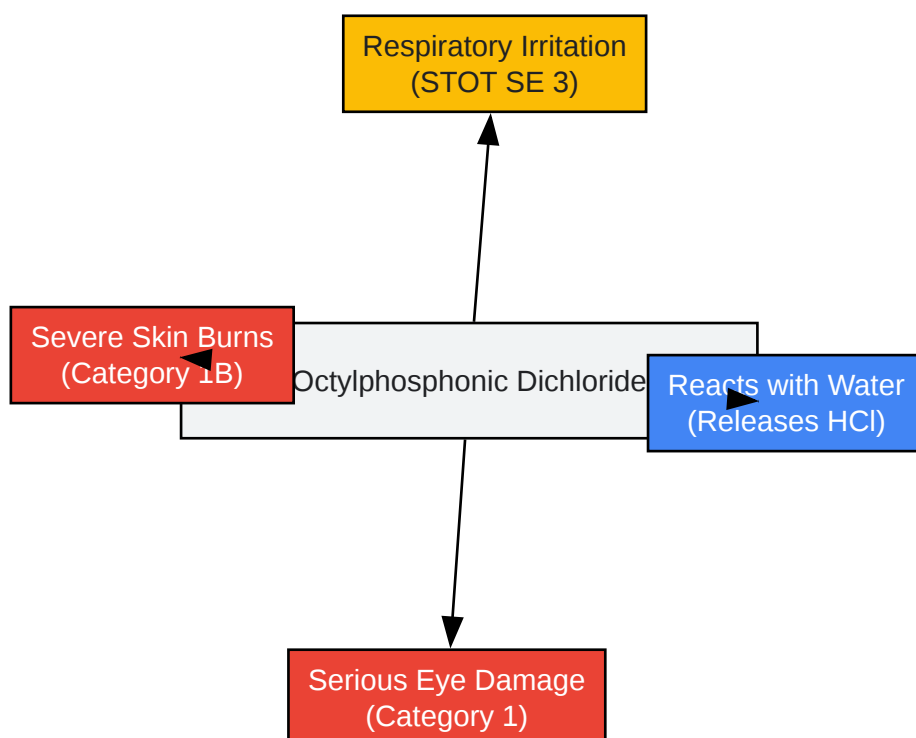 Respiratory Irritation
(STOT SE 3)
Severe Skin Burns
(Category 1B)
Octylphosphonic Dichloride
Reacts with Water
(Releases HCl)
Serious Eye Damage
(Category 1)